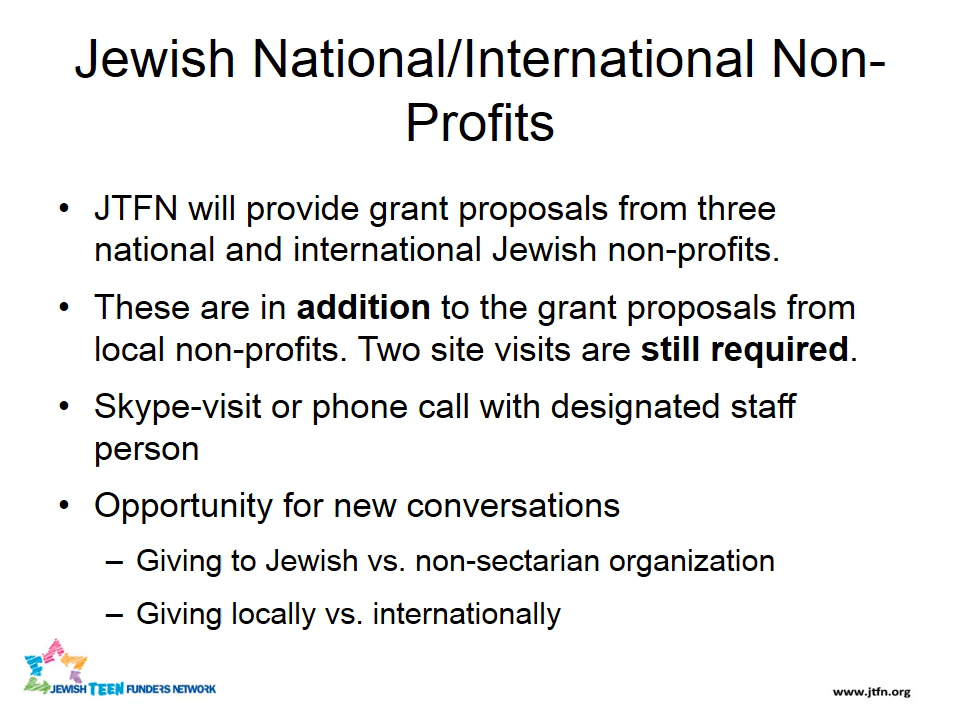 Jewish National/International Non-
Profits
• JTFN will provide grant proposals from three
national and international Jewish non-profits.
• These are in addition to the grant proposals from
local non-profits. Two site visits are still required.
• Skype-visit or phone call with designated staff
person
• Opportunity for new conversations
– Giving to Jewish vs. non-sectarian organization
– Giving locally vs. internationally
JEWISH TEEN FUNDERS NETWORK
www.jtfn.org